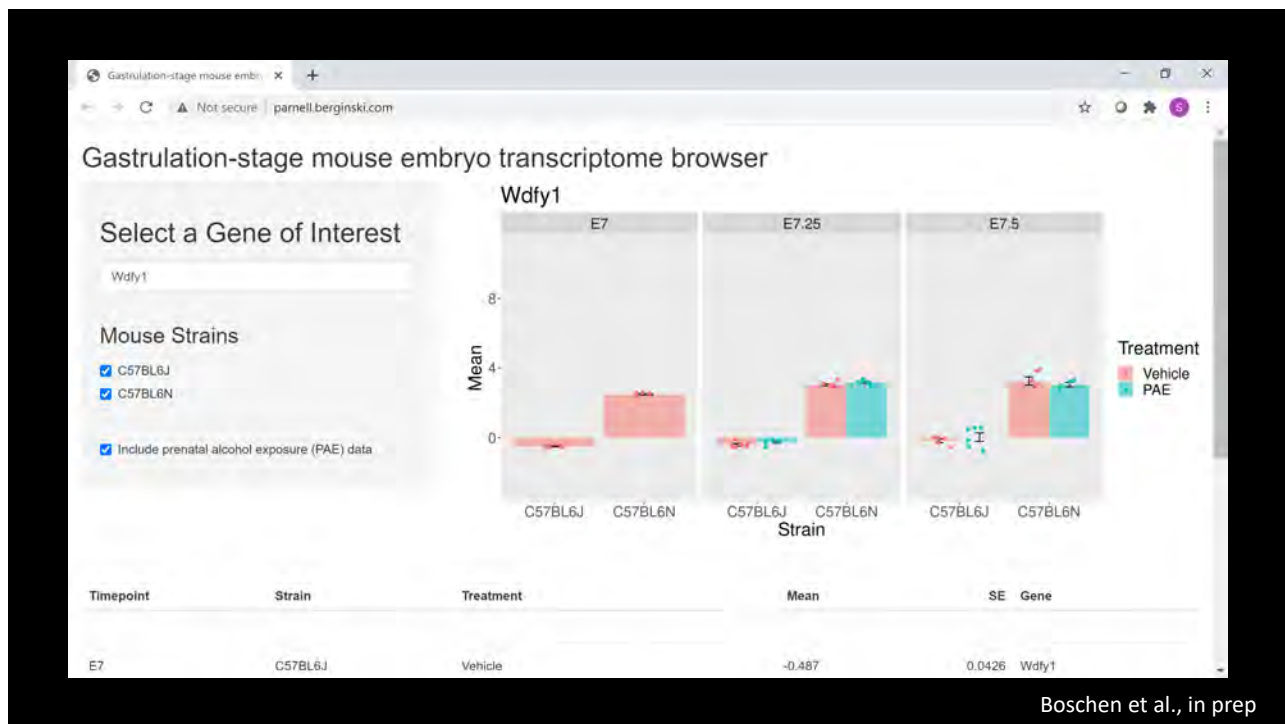 Gastrulation-stage mouse embr
Not secure | parnell.berginski.com
S
Gastrulation-stage mouse embryo transcriptome browser
Select a Gene of Interest
Wdfy1
Mouse Strains
C57BL6J
C57BL6N
Include prenatal alcohol exposure (PAE) data
Wdfy1
E7 E7.25 E7.5
8
4
0
Mean
C57BL6J C57BL6N C57BL6J C57BL6N C57BL6J C57BL6N
Strain
Treatment
Vehicle
PAE
Timepoint Strain Treatment Mean SE Gene
E7 C57BL6J Vehicle -0.487 0.0426 Wdfy1
Boschen et al., in prep